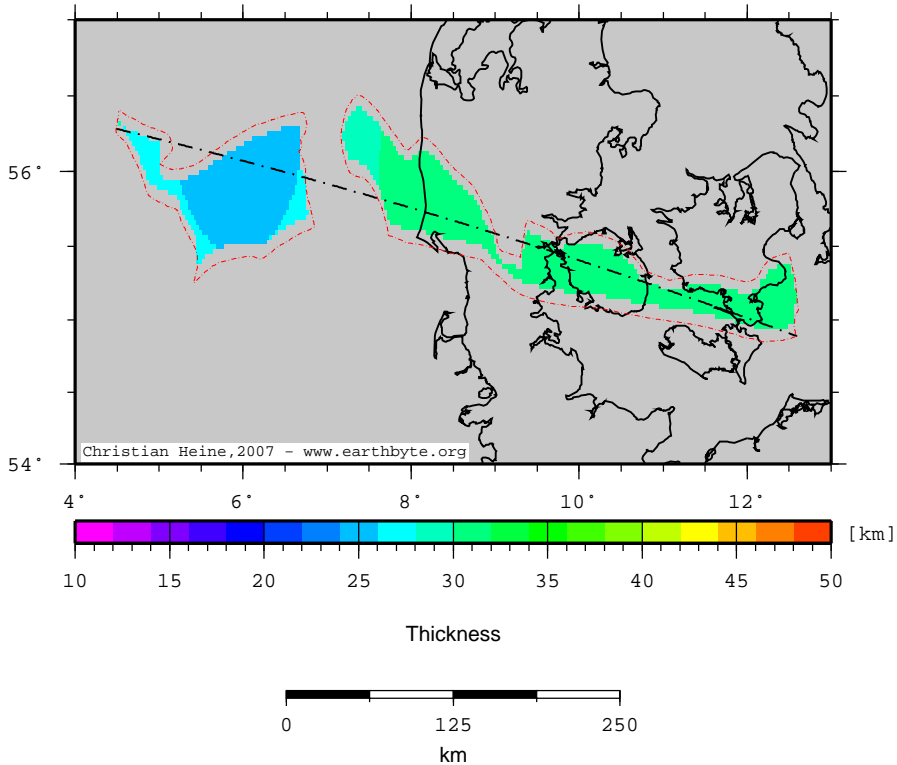 56°
Christian Heine,2007 - www.earthbyte.org
54°
4° 6° 8° 10° 12°
[km]
10 15 20 25 30 35 40 45 50
Thickness
0 125 250
km